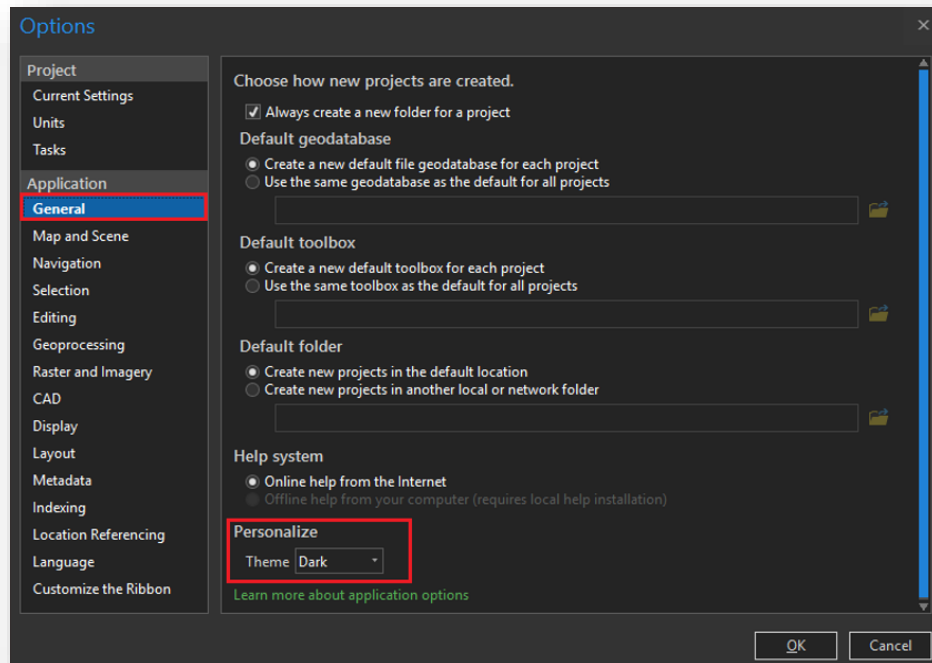 Options
Project
Current Settings
Units
Tasks
Application
General
Map and Scene
Navigation
Selection
Editing
Geoprocessing
Raster and Imagery
CAD
Display
Layout
Metadata
Indexing
Location Referencing
Language
Customize the Ribbon
Choose how new projects are created.
Always create a new folder for a project
Default geodatabase
Create a new default file geodatabase for each project
Use the same geodatabase as the default for all projects
Default toolbox
Create a new default toolbox for each project
Use the same toolbox as the default for all projects
Default folder
Create new projects in the default location
Create new projects in another local or network folder
Help system
Online help from the Internet
Offline help from your computer (requires local help installation)
Personalize
Theme Dark
Learn more about application options
OK Cancel